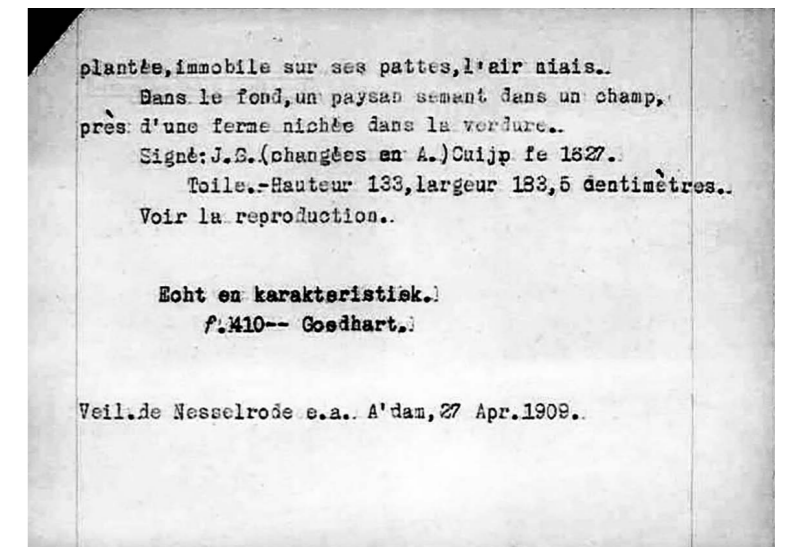 plantée,immobile sur ses pattes,l'air niais..
Dans le fond,un paysan semant dans un champ,
près d'une ferme nichée dans la verdure..
Signé:J.G.(changées en A.)Cuijp fe 1627.
Toile.-Hauteur 133,largeur 183,5 centimètres..
Voir la reproduction..
Echt en karakteristiek.
f.410-- Goedhart.
Veil.de Nesselrode e.a. A'dam,27 Apr.1909.